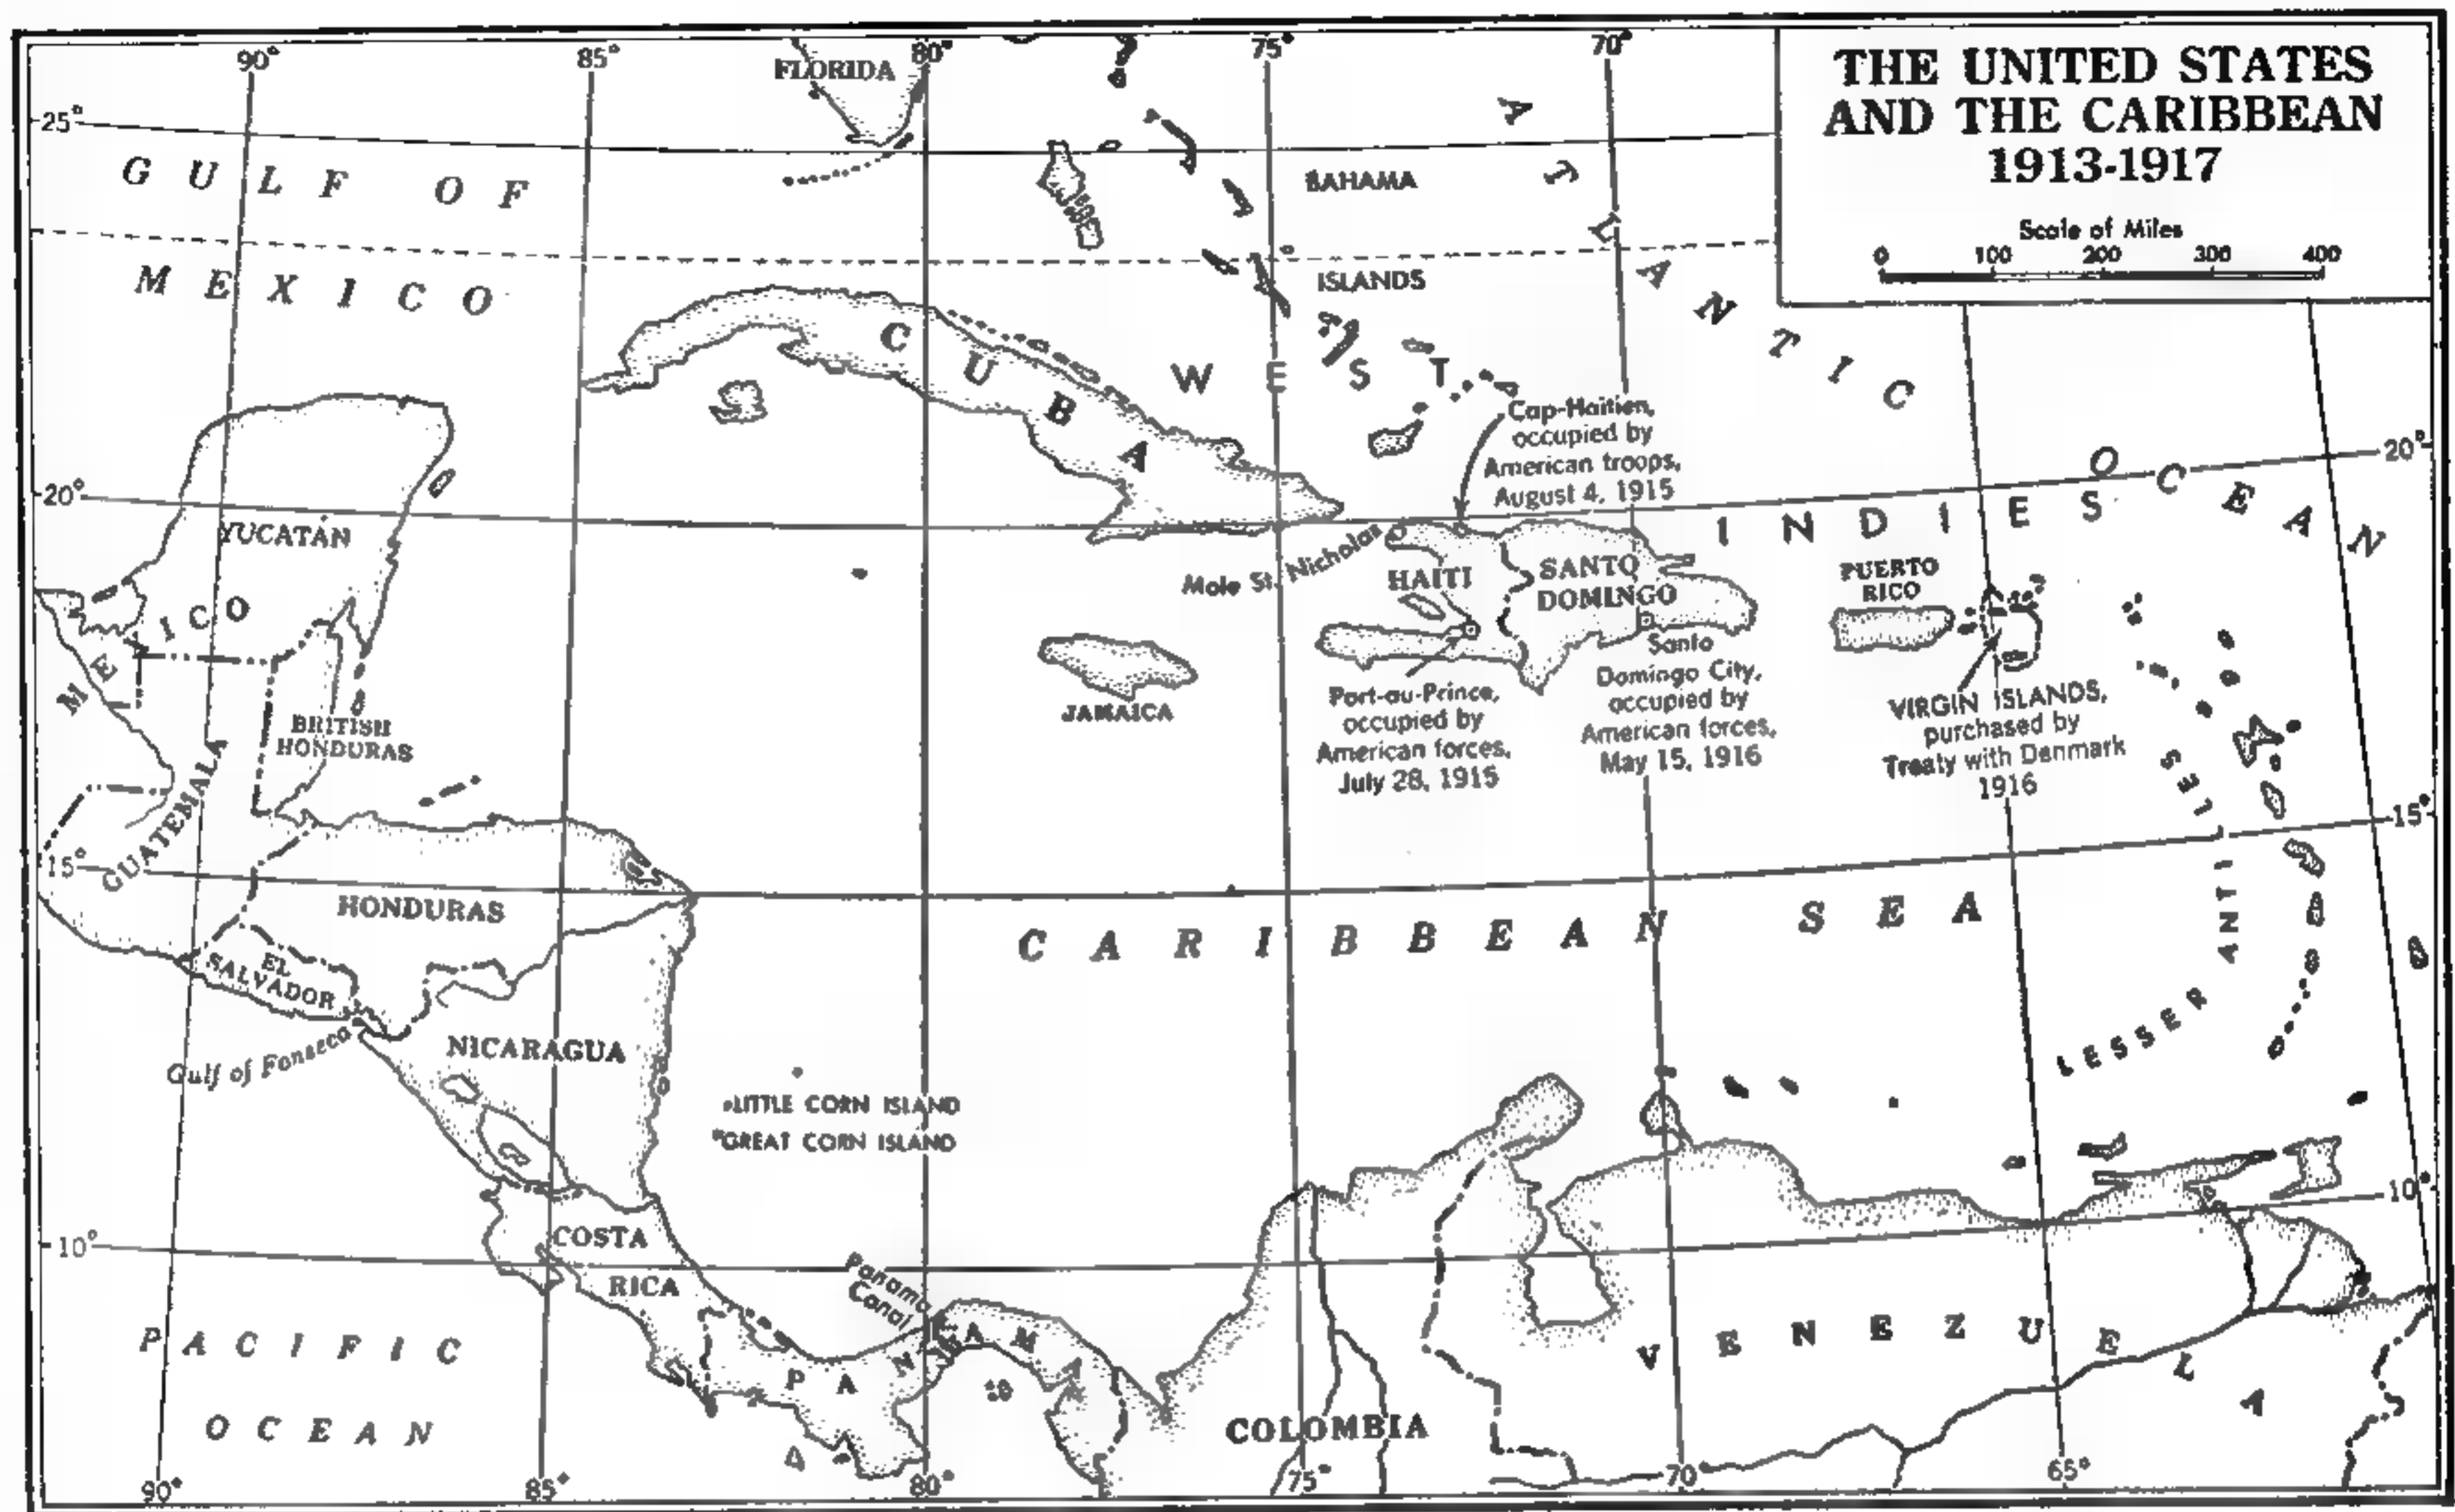 THE UNITED STATES
AND THE CARIBBEAN
1913-1917
Scale of Miles
0 100 200 300 400
90° 85° 80° 75° 70°
FLORIDA
25°
GULF OF
MEXICO
BAHAMA
ISLANDS
ATLANTIC
OCEAN
CUBA
WEST
INDIES
Cap-Haïtien,
occupied by
American troops,
August 4, 1915
20°
20°
YUCATÁN
MEXICO
Mole St. Nicholas
HAITI
SANTO
DOMINGO
PUERTO
RICO
JAMAICA
Port-au-Prince,
occupied by
American forces,
July 28, 1915
Santo
Domingo City,
occupied by
American forces,
May 15, 1916
VIRGIN ISLANDS,
purchased by
Treaty with Denmark
1916
BRITISH
HONDURAS
GUATEMALA
15°
15°
HONDURAS
EL
SALVADOR
CARIBBEAN SEA
LESSER ANTILLES
Gulf of Fonseca
NICARAGUA
LITTLE CORN ISLAND
GREAT CORN ISLAND
10°
10°
COSTA
RICA
Panama
Canal
PANAMA
PACIFIC
OCEAN
COLOMBIA
VENEZUELA
90° 85° 80° 75° 70° 65°